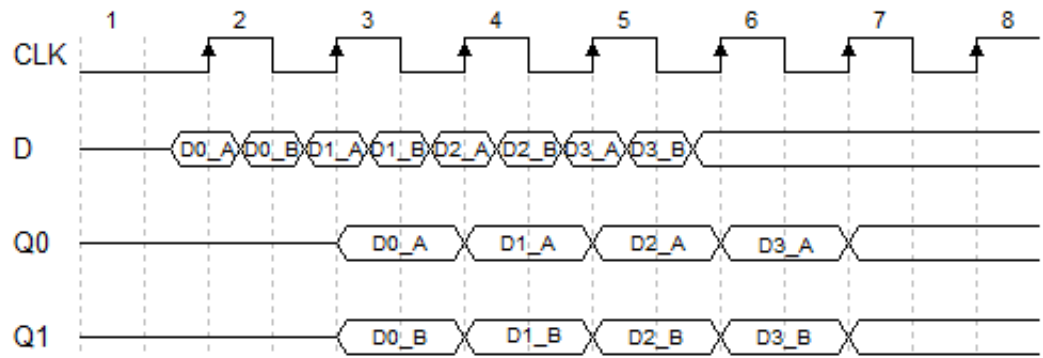 1 2 3 4 5 6 7 8
CLK
D D0_A D0_B D1_A D1_B D2_A D2_B D3_A D3_B
Q0 D0_A D1_A D2_A D3_A
Q1 D0_B D1_B D2_B D3_B